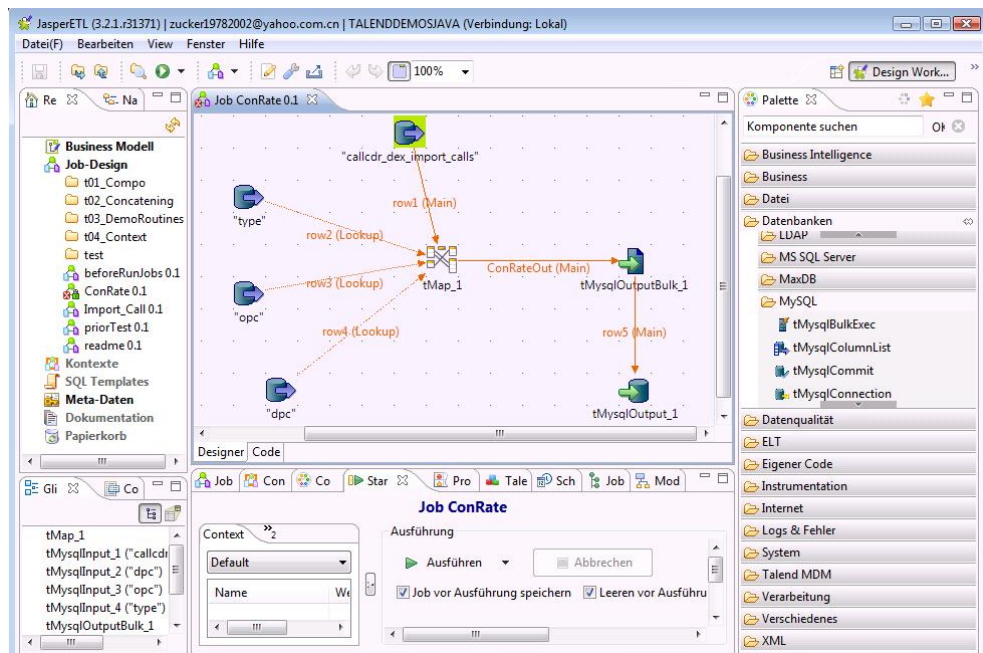 JasperETL (3.2.1.r31371) | zucker19782002@yahoo.com.cn | TALENDDEMOSJAVA (Verbindung: Lokal)
Datei(F) Bearbeiten View Fenster Hilfe
100%
Design Work...
Re
Na
Business Modell
Job-Design
t01_Compo
t02_Concatening
t03_DemoRoutines
t04_Context
test
beforeRunJobs 0.1
ConRate 0.1
Import_Call 0.1
priorTest 0.1
readme 0.1
Kontexte
SQL Templates
Meta-Daten
Dokumentation
Papierkorb
Job ConRate 0.1
"callcdr_dex_import_calls"
row1 (Main)
"type"
row2 (Lookup)
row3 (Lookup)
"opc"
tMap_1
ConRateOut (Main)
tMysqlOutputBulk_1
row4 (Lookup)
row5 (Main)
"dpc"
tMysqlOutput_1
Designer Code
Palette
Komponente suchen
Business Intelligence
Business
Datei
Datenbanken
LDAP
MS SQL Server
MaxDB
MySQL
tMysqlBulkExec
tMysqlColumnList
tMysqlCommit
tMysqlConnection
Datenqualität
ELT
Eigener Code
Instrumentation
Internet
Logs & Fehler
System
Talend MDM
Verarbeitung
Verschiedenes
XML
Gli
Co
tMap_1
tMysqlInput_1 ("callcdr
tMysqlInput_2 ("dpc")
tMysqlInput_3 ("opc")
tMysqlInput_4 ("type")
tMysqlOutputBulk_1
Job Con Co Star Pro Tale Sch Job Mod
Job ConRate
Context
2
Default
Name
Ausführung
Ausführen
Abbrechen
Job vor Ausführung speichern
Leeren vor Ausführu